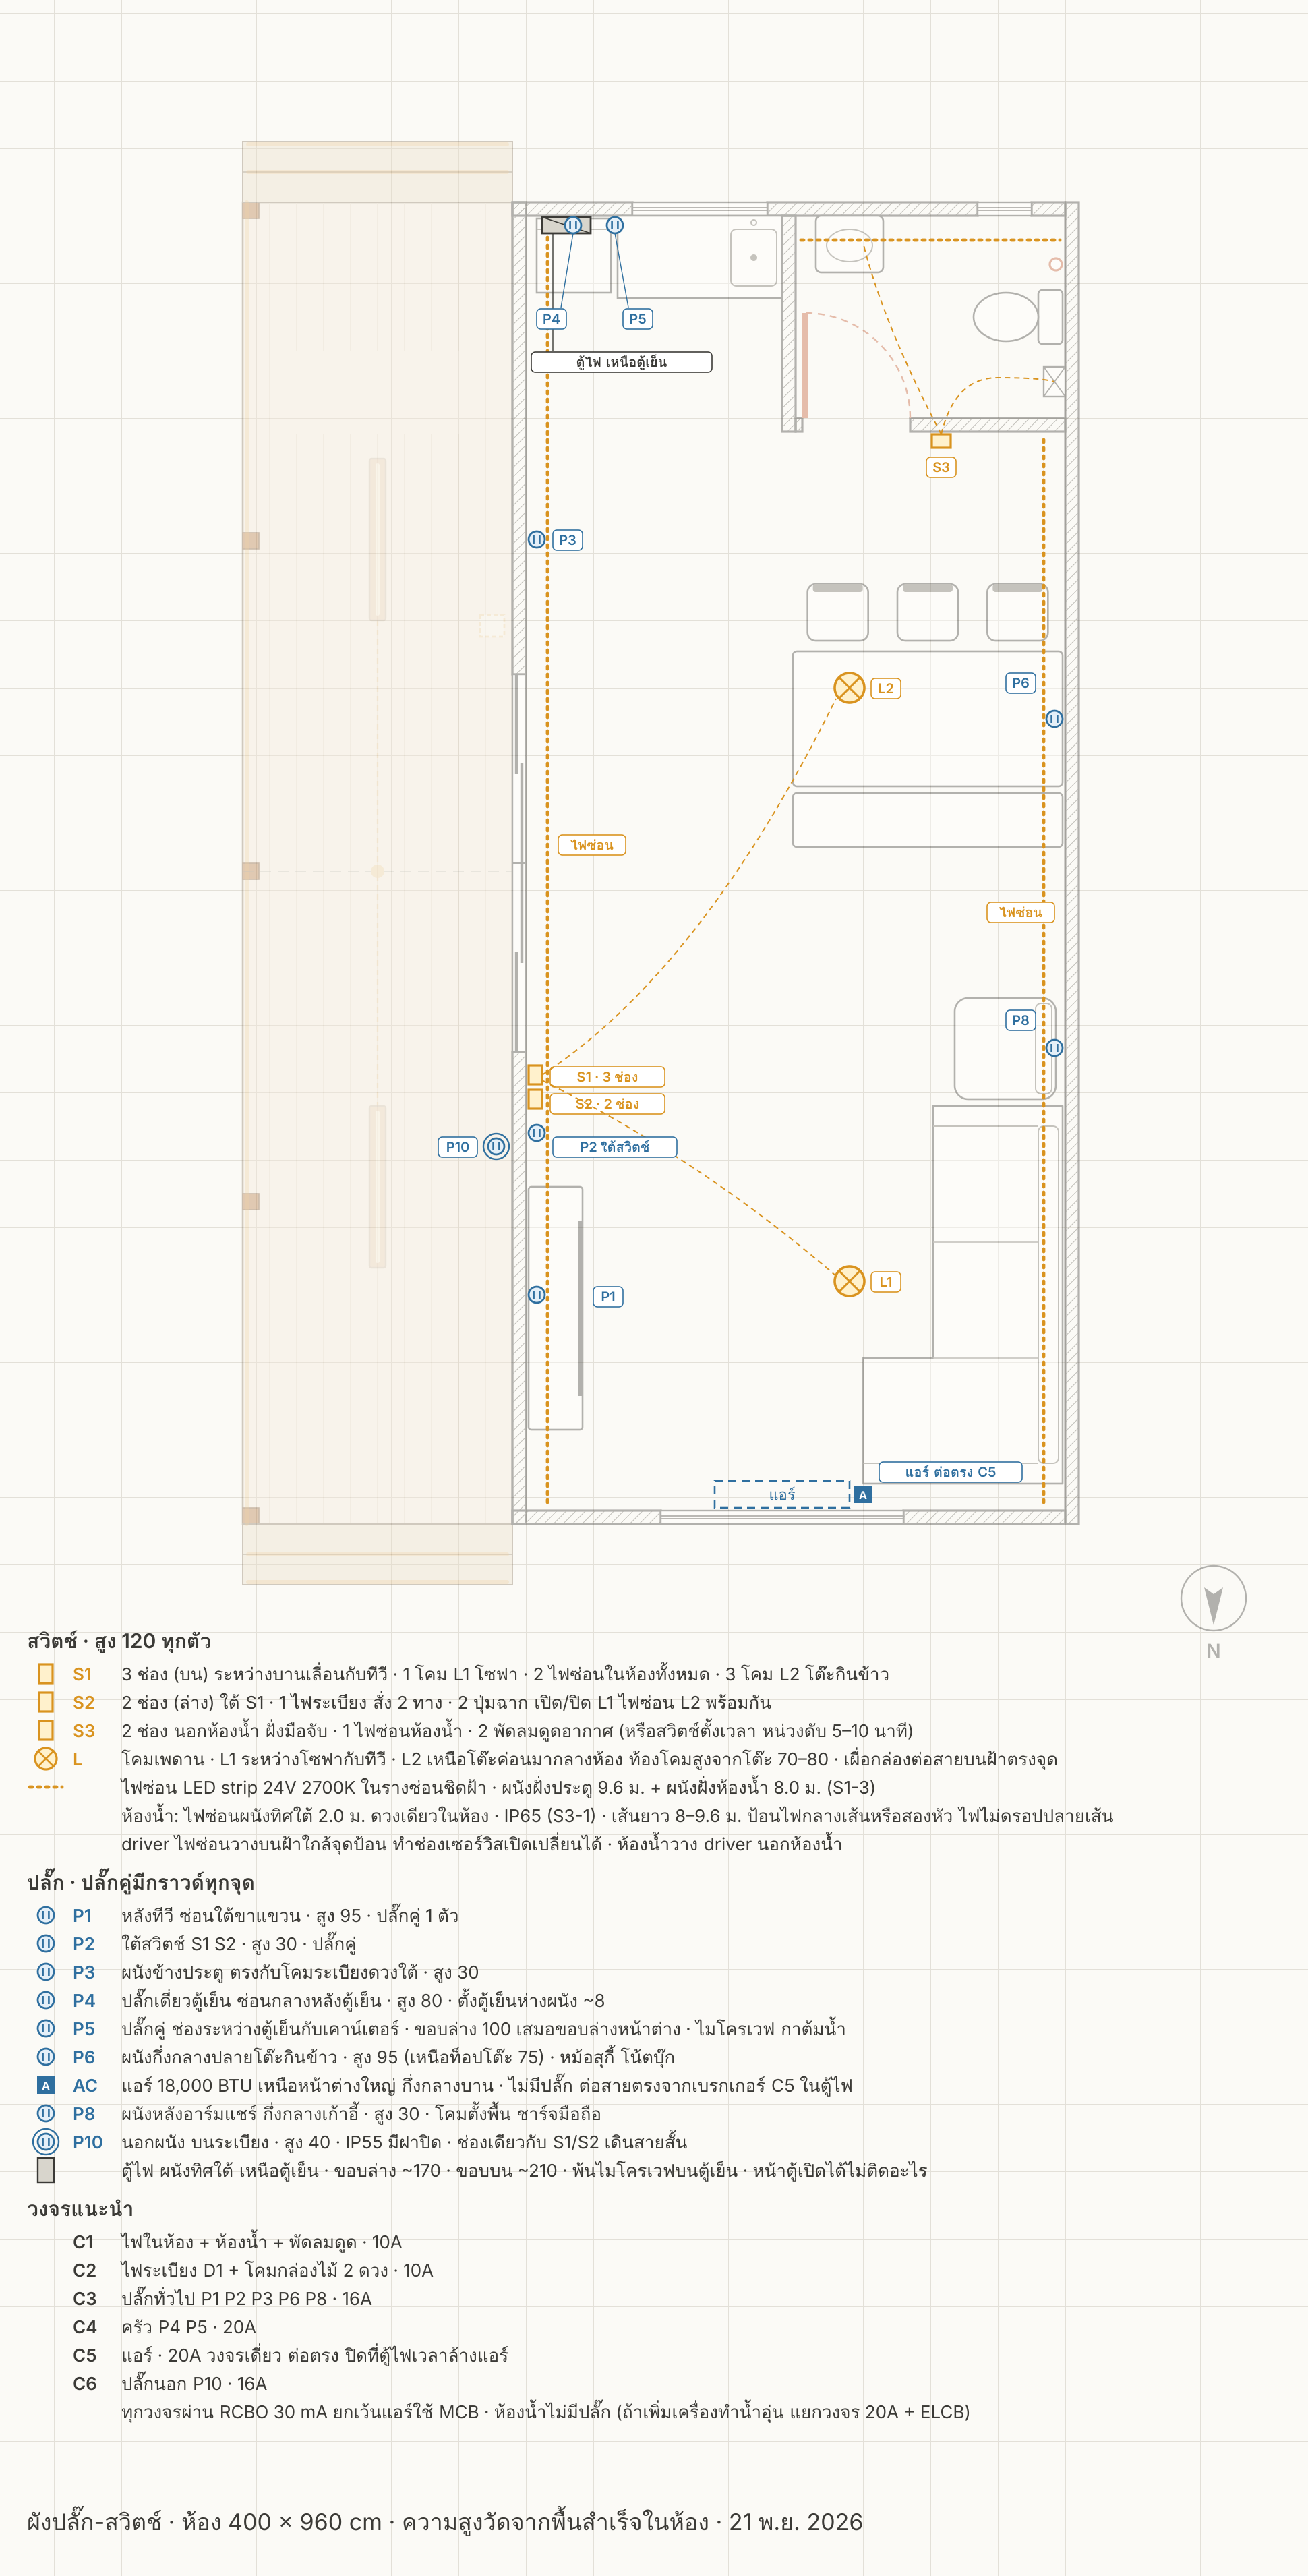 P4
P5
ตู้ไฟ เหนือตู้เย็น
S3
P3
L2
P6
ไฟซ่อน
ไฟซ่อน
P8
S1 · 3 ช่อง
S2 · 2 ช่อง
P10
P2 ใต้สวิตช์
L1
P1
แอร์ ต่อตรง C5
แอร์
A
N
สวิตช์ · สูง 120 ทุกตัว
S1 3 ช่อง (บน) ระหว่างบานเลื่อนกับทีวี · 1 โคม L1 โซฟา · 2 ไฟซ่อนในห้องทั้งหมด · 3 โคม L2 โต๊ะกินข้าว
S2 2 ช่อง (ล่าง) ใต้ S1 · 1 ไฟระเบียง สั่ง 2 ทาง · 2 ปุ่มฉาก เปิด/ปิด L1 ไฟซ่อน L2 พร้อมกัน
S3 2 ช่อง นอกห้องน้ำ ฝั่งมือจับ · 1 ไฟซ่อนห้องน้ำ · 2 พัดลมดูดอากาศ (หรือสวิตช์ตั้งเวลา หน่วงดับ 5–10 นาที)
L โคมเพดาน · L1 ระหว่างโซฟากับทีวี · L2 เหนือโต๊ะค่อนมากลางห้อง ท้องโคมสูงจากโต๊ะ 70–80 · เผื่อกล่องต่อสายบนฝ้าตรงจุด
ไฟซ่อน LED strip 24V 2700K ในรางซ่อนชิดฝ้า · ผนังฝั่งประตู 9.6 ม. + ผนังฝั่งห้องน้ำ 8.0 ม. (S1-3)
ห้องน้ำ: ไฟซ่อนผนังทิศใต้ 2.0 ม. ดวงเดียวในห้อง · IP65 (S3-1) · เส้นยาว 8–9.6 ม. ป้อนไฟกลางเส้นหรือสองหัว ไฟไม่ดรอปปลายเส้น
driver ไฟซ่อนวางบนฝ้าใกล้จุดป้อน ทำช่องเซอร์วิสเปิดเปลี่ยนได้ · ห้องน้ำวาง driver นอกห้องน้ำ
ปลั๊ก · ปลั๊กคู่มีกราวด์ทุกจุด
P1 หลังทีวี ซ่อนใต้ขาแขวน · สูง 95 · ปลั๊กคู่ 1 ตัว
P2 ใต้สวิตช์ S1 S2 · สูง 30 · ปลั๊กคู่
P3 ผนังข้างประตู ตรงกับโคมระเบียงดวงใต้ · สูง 30
P4 ปลั๊กเดี่ยวตู้เย็น ซ่อนกลางหลังตู้เย็น · สูง 80 · ตั้งตู้เย็นห่างผนัง ~8
P5 ปลั๊กคู่ ช่องระหว่างตู้เย็นกับเคาน์เตอร์ · ขอบล่าง 100 เสมอขอบล่างหน้าต่าง · ไมโครเวฟ กาต้มน้ำ
P6 ผนังกึ่งกลางปลายโต๊ะกินข้าว · สูง 95 (เหนือท็อปโต๊ะ 75) · หม้อสุกี้ โน้ตบุ๊ก
A AC แอร์ 18,000 BTU เหนือหน้าต่างใหญ่ กึ่งกลางบาน · ไม่มีปลั๊ก ต่อสายตรงจากเบรกเกอร์ C5 ในตู้ไฟ
P8 ผนังหลังอาร์มแชร์ กึ่งกลางเก้าอี้ · สูง 30 · โคมตั้งพื้น ชาร์จมือถือ
P10 นอกผนัง บนระเบียง · สูง 40 · IP55 มีฝาปิด · ช่องเดียวกับ S1/S2 เดินสายสั้น
ตู้ไฟ ผนังทิศใต้ เหนือตู้เย็น · ขอบล่าง ~170 · ขอบบน ~210 · พ้นไมโครเวฟบนตู้เย็น · หน้าตู้เปิดได้ไม่ติดอะไร
วงจรแนะนำ
C1 ไฟในห้อง + ห้องน้ำ + พัดลมดูด · 10A
C2 ไฟระเบียง D1 + โคมกล่องไม้ 2 ดวง · 10A
C3 ปลั๊กทั่วไป P1 P2 P3 P6 P8 · 16A
C4 ครัว P4 P5 · 20A
C5 แอร์ · 20A วงจรเดี่ยว ต่อตรง ปิดที่ตู้ไฟเวลาล้างแอร์
C6 ปลั๊กนอก P10 · 16A
ทุกวงจรผ่าน RCBO 30 mA ยกเว้นแอร์ใช้ MCB · ห้องน้ำไม่มีปลั๊ก (ถ้าเพิ่มเครื่องทำน้ำอุ่น แยกวงจร 20A + ELCB)
ผังปลั๊ก-สวิตช์ · ห้อง 400 × 960 cm · ความสูงวัดจากพื้นสำเร็จในห้อง · 21 พ.ย. 2026